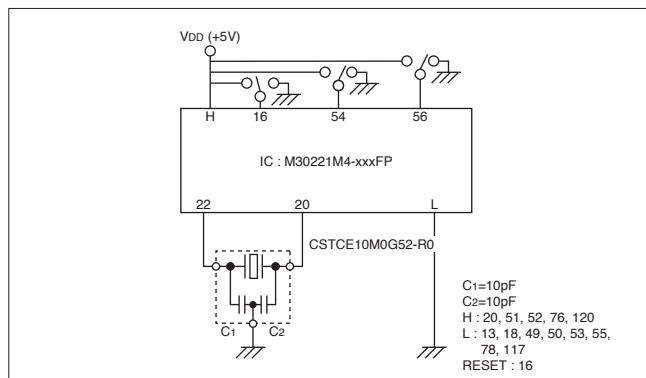 VDD (+5V)
H 16 54 56
IC : M30221M4-xxxFP
22 20 L
CSTCE10M0G52-R0
C1 C2
C1=10pF
C2=10pF
H : 20, 51, 52, 76, 120
L : 13, 18, 49, 50, 53, 55,
78, 117
RESET : 16